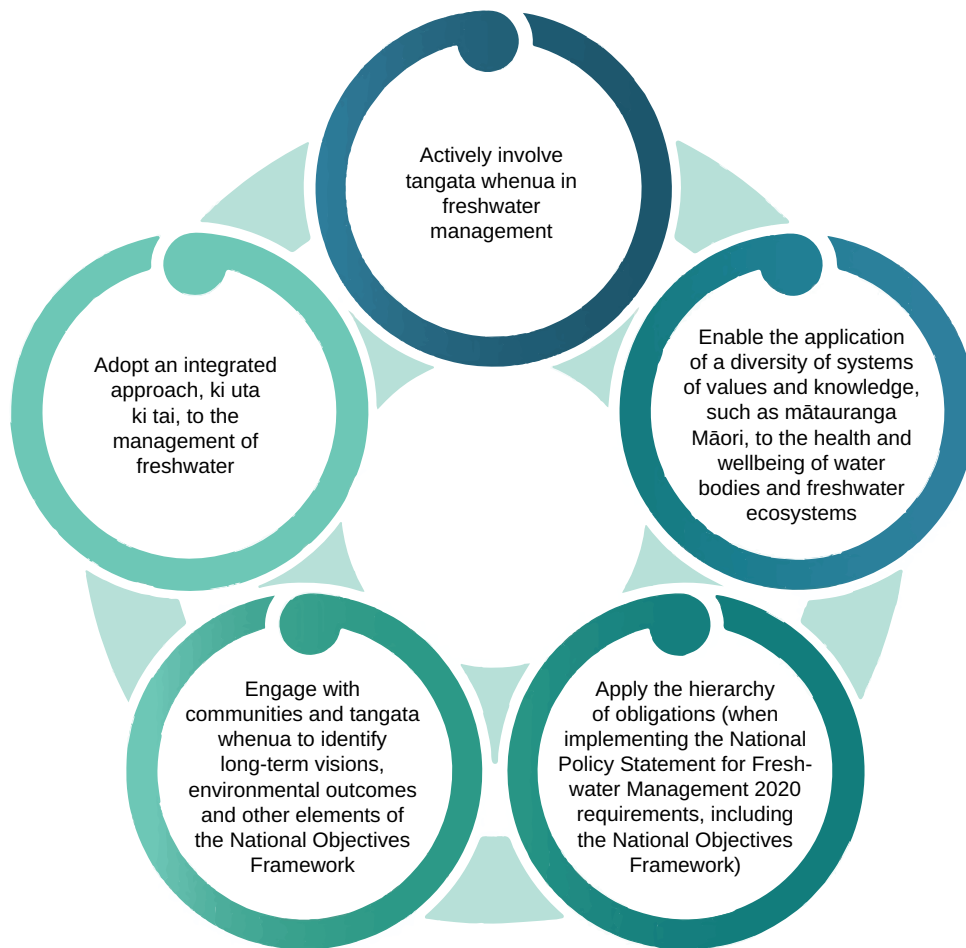 Actively involve
tangata whenua in
freshwater
management
Enable the application
of a diversity of systems
of values and knowledge,
such as mātauranga
Māori, to the health and
wellbeing of water
bodies and freshwater
ecosystems
Apply the hierarchy
of obligations (when
implementing the National
Policy Statement for Fresh-
water Management 2020
requirements, including
the National Objectives
Framework)
Engage with
communities and tangata
whenua to identify
long-term visions,
environmental outcomes
and other elements of
the National Objectives
Framework
Adopt an integrated
approach, ki uta
ki tai, to the
management of
freshwater